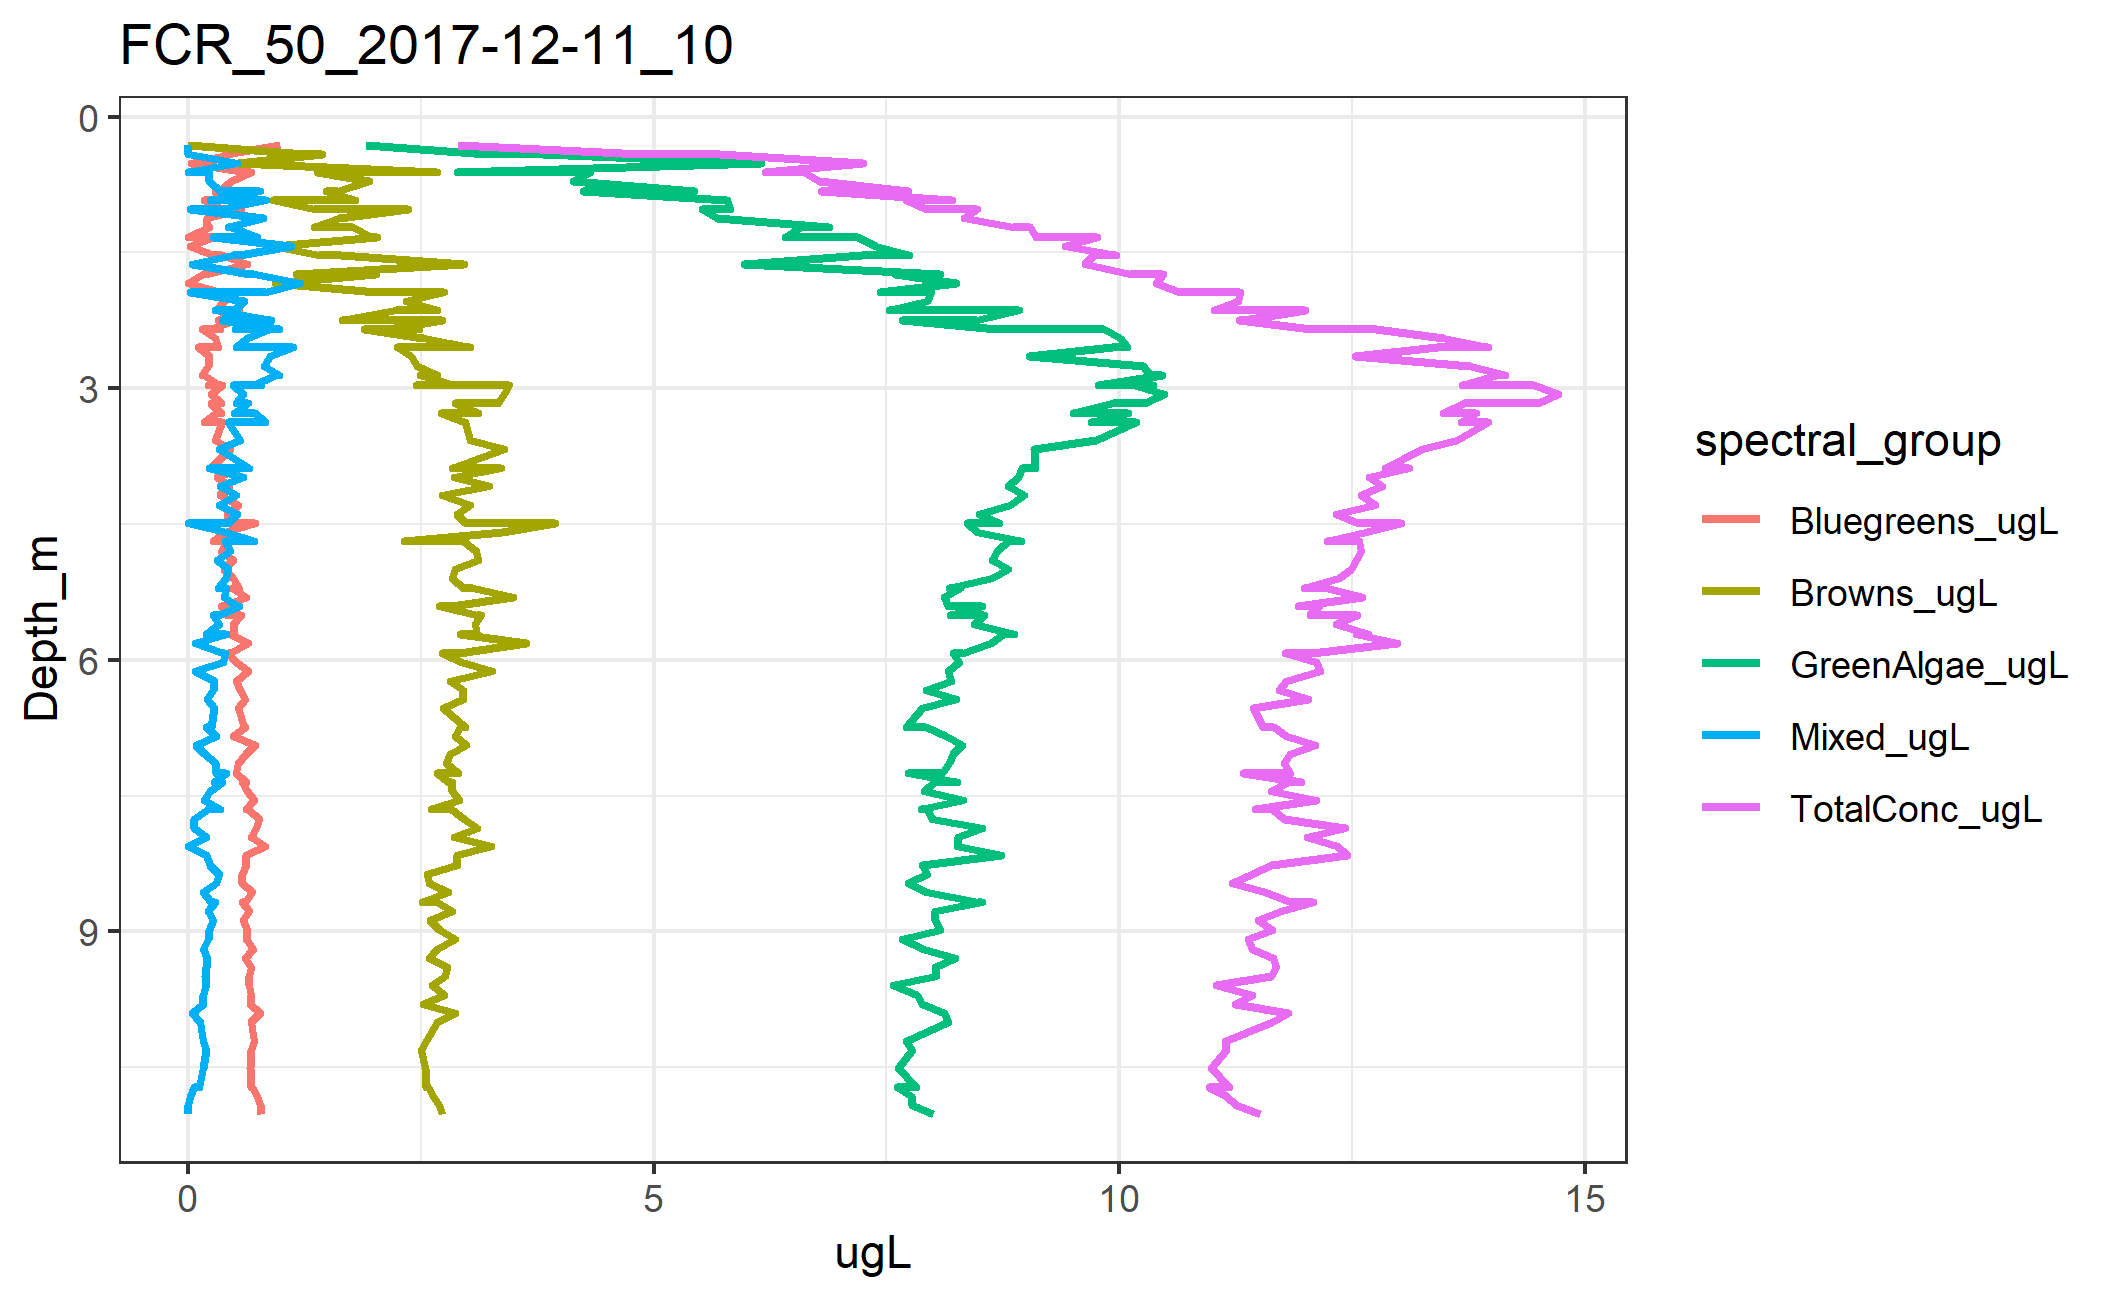 FCR_50_2017-12-11_10
0
3
6
9
Depth_m
0 5 10 15
ugL
spectral_group
Bluegreens_ugL
Browns_ugL
GreenAlgae_ugL
Mixed_ugL
TotalConc_ugL